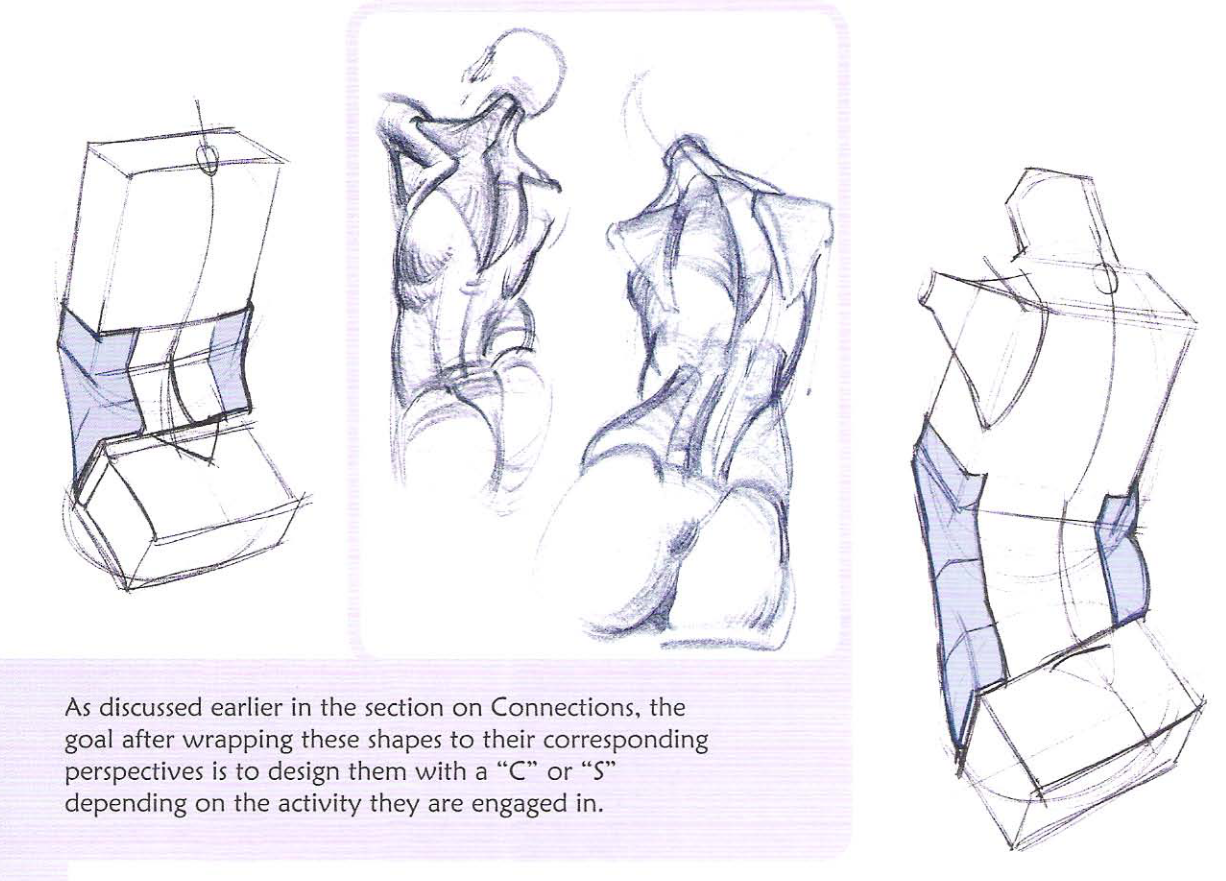 As discussed earlier in the section on Connections, the
goal after wrapping these shapes to their corresponding
perspectives is to design them with a “C” or “S”
depending on the activity they are engaged in.